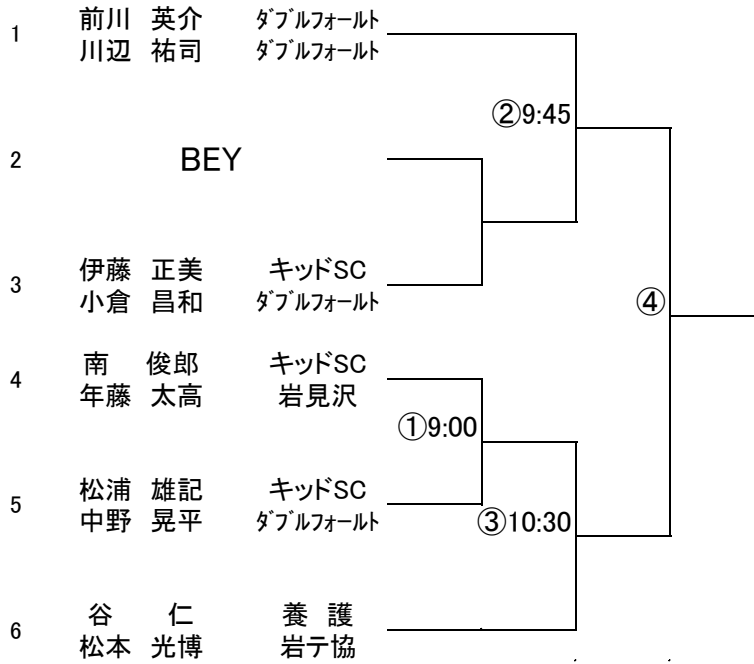 1 前川 英介 ダブルフォールト
川辺 祐司 ダブルフォールト
②9:45
2 BEY
3 伊藤 正美 キッドSC
小倉 昌和 ダブルフォールト
④
4 南 俊郎 キッドSC
年藤 太高 岩見沢
①9:00
5 松浦 雄記 キッドSC
中野 晃平 ダブルフォールト
③10:30
6 谷 仁 養 護
松本 光博 岩テ協